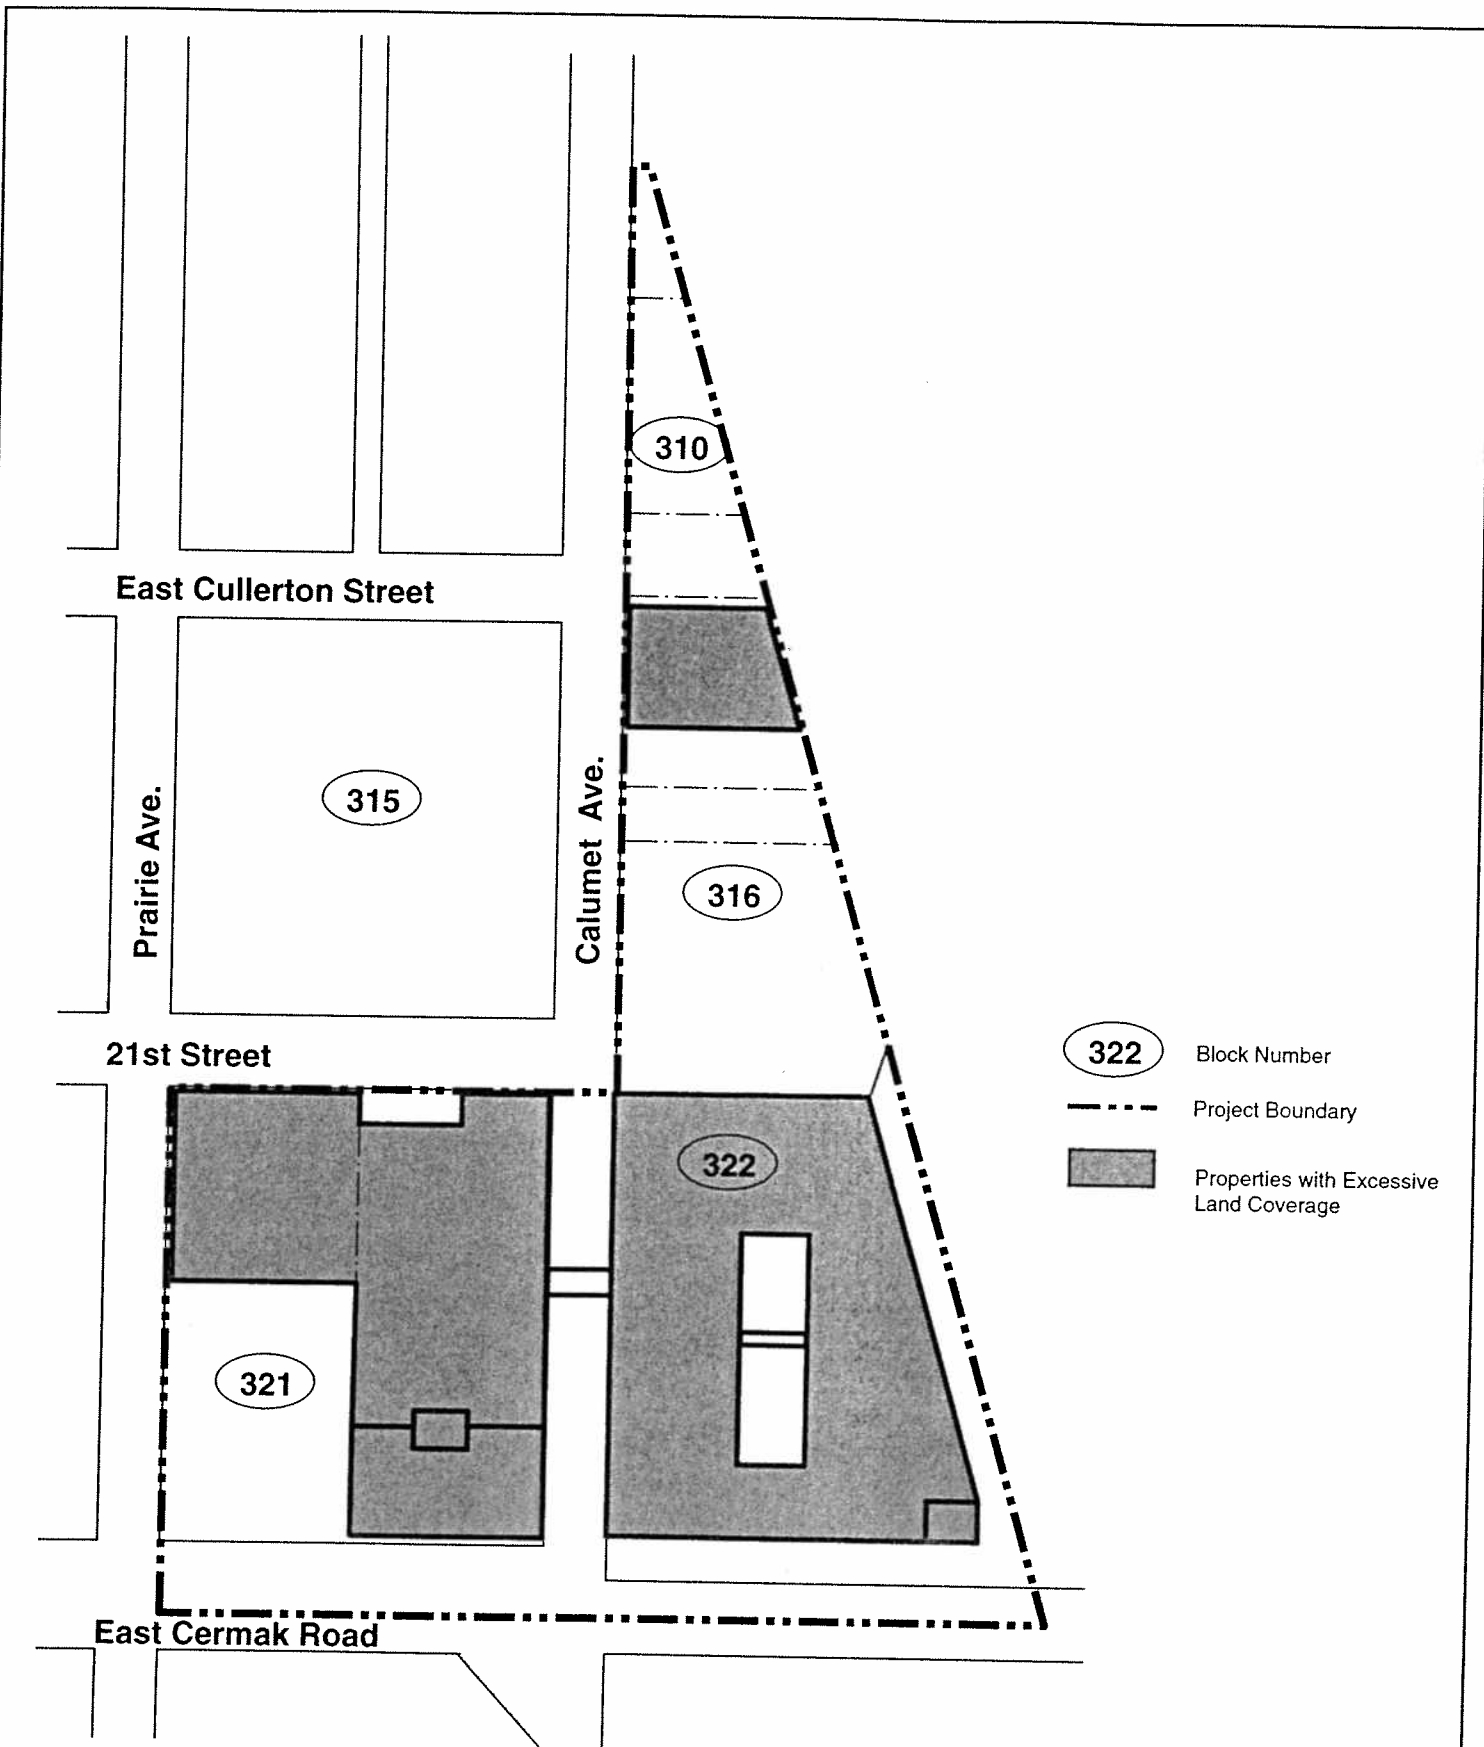 310
East Cullerton Street
315
Prairie Ave.
Calumet Ave.
316
21st Street
322
Block Number
Project Boundary
Properties with Excessive
Land Coverage
322
321
East Cermak Road